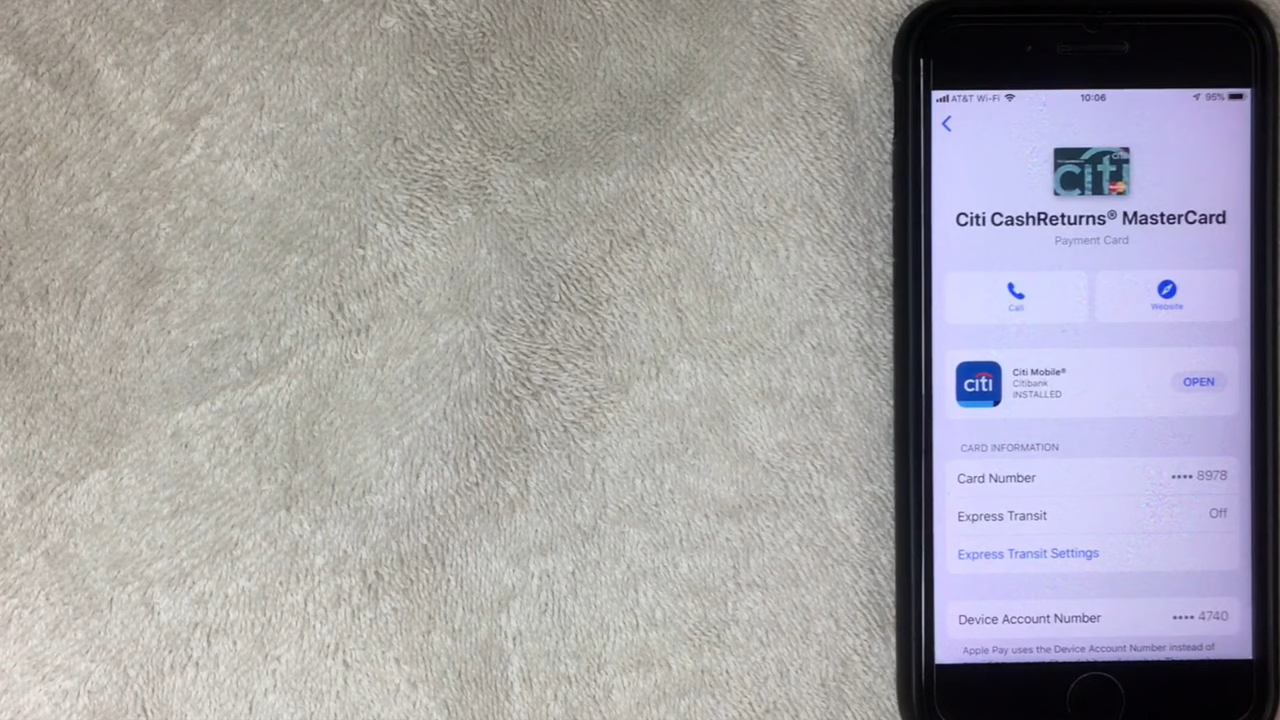 AT&T Wi-Fi 10:06 95%
citi
Citi CashReturns® MasterCard
Payment Card
Call Website
citi
Citi Mobile®
Citibank
INSTALLED
OPEN
CARD INFORMATION
Card Number •••• 8978
Express Transit Off
Express Transit Settings
Device Account Number •••• 4740
Apple Pay uses the Device Account Number instead of